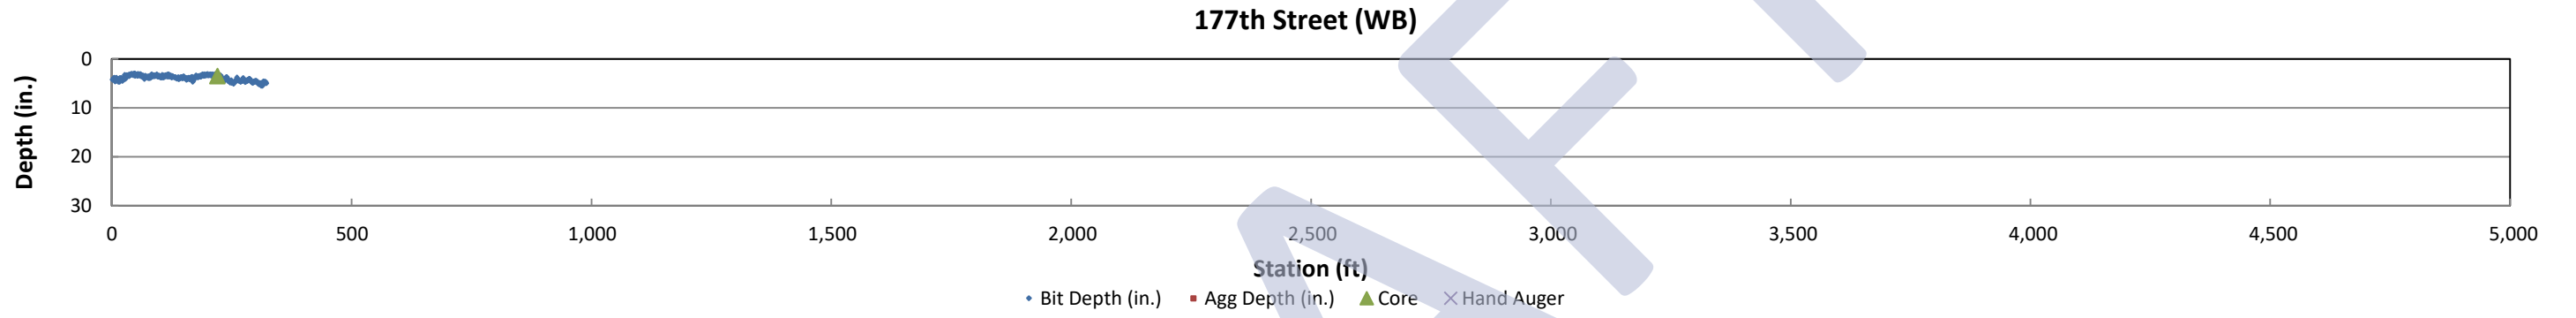 177th Street (WB)
Depth (in.)
0
10
20
30
0 500 1,000 1,500 2,000 2,500 3,000 3,500 4,000 4,500 5,000
Station (ft)
Bit Depth (in.) Agg Depth (in.) Core Hand Auger